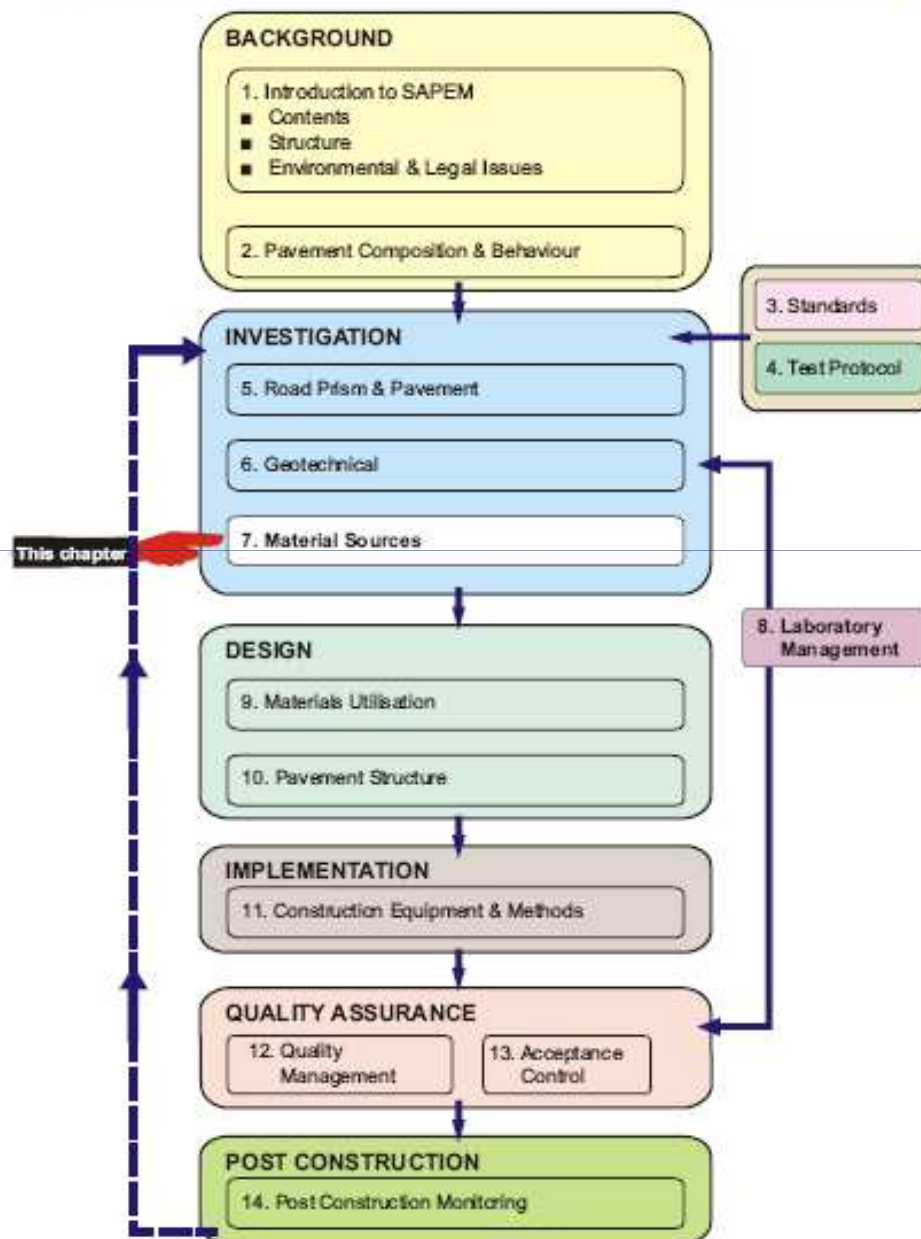 BACKGROUND
1. Introduction to SAPEM
■ Contents
■ Structure
■ Environmental & Legal Issues
2. Pavement Composition & Behaviour
3. Standards
4. Test Protocol
INVESTIGATION
5. Road Prism & Pavement
6. Geotechnical
This chapter
7. Material Sources
8. Laboratory
Management
DESIGN
9. Materials Utilisation
10. Pavement Structure
IMPLEMENTATION
11. Construction Equipment & Methods
QUALITY ASSURANCE
12. Quality
Management
13. Acceptance
Control
POST CONSTRUCTION
14. Post Construction Monitoring